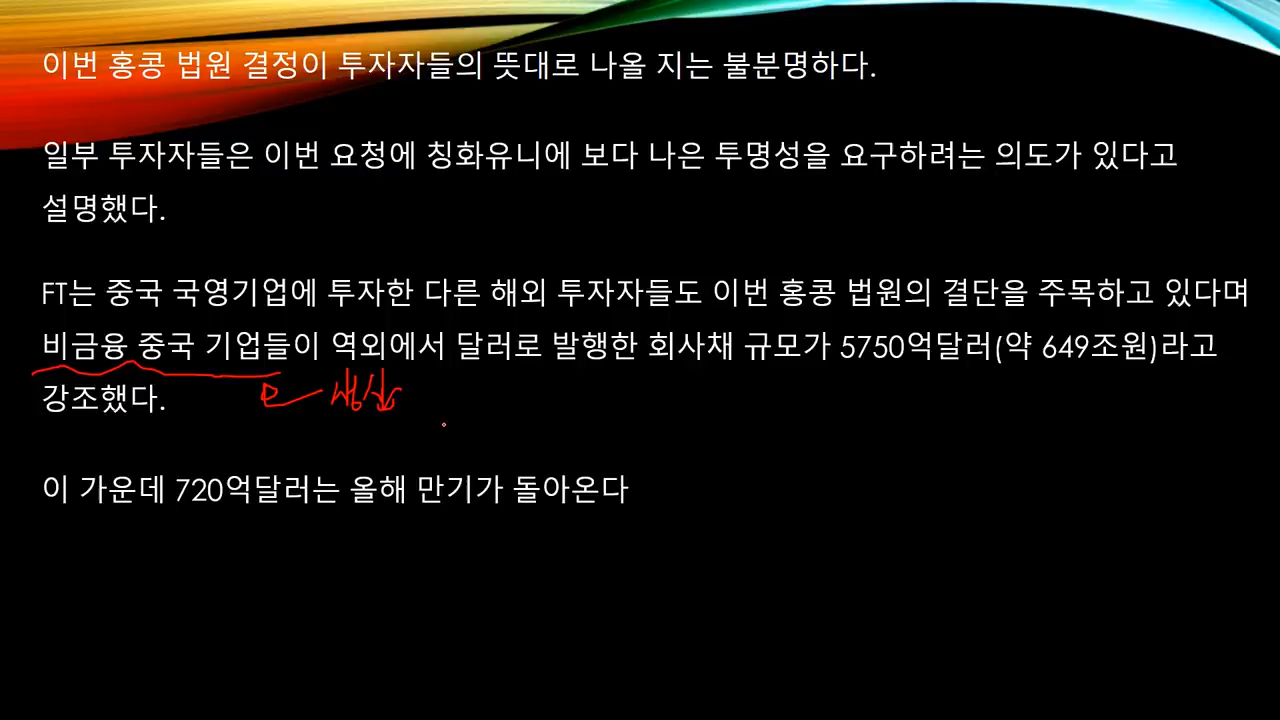 이번 홍콩 법원 결정이 투자자들의 뜻대로 나올 지는 불분명하다.
일부 투자자들은 이번 요청에 칭화유니에 보다 나은 투명성을 요구하려는 의도가 있다고
설명했다.
FT는 중국 국영기업에 투자한 다른 해외 투자자들도 이번 홍콩 법원의 결단을 주목하고 있다며
비금융 중국 기업들이 역외에서 달러로 발행한 회사채 규모가 5750억달러(약 649조원)라고
강조했다.
이 가운데 720억달러는 올해 만기가 돌아온다